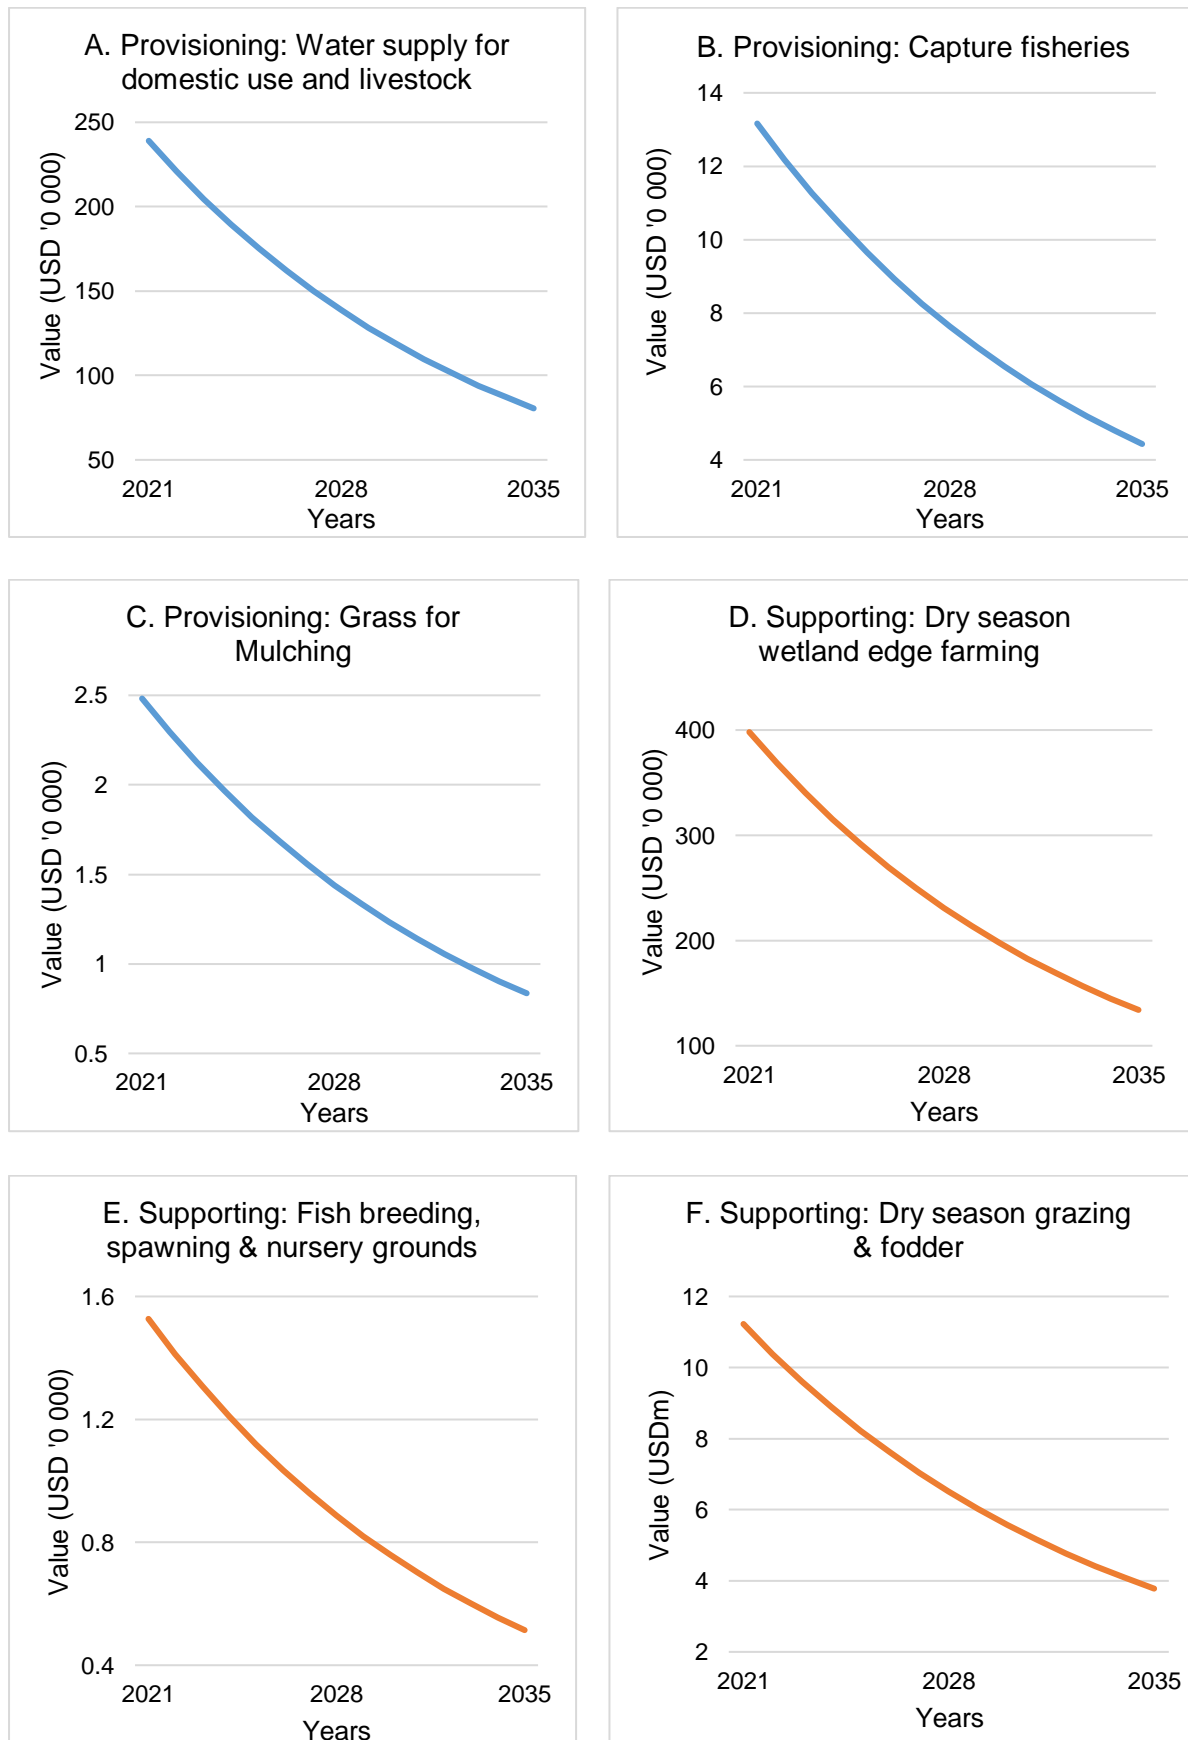 A. Provisioning: Water supply for
domestic use and livestock
250
200
150
100
50
Value (USD '0 000)
2021
2028
2035
Years
B. Provisioning: Capture fisheries
14
12
10
8
6
4
Value (USD '0 000)
2021
2028
2035
Years
C. Provisioning: Grass for
Mulching
2.5
2
1.5
1
0.5
Value (USD '0 000)
2021
2028
2035
Years
D. Supporting: Dry season
wetland edge farming
400
300
200
100
Value (USD '0 000)
2021
2028
2035
Years
E. Supporting: Fish breeding,
spawning & nursery grounds
1.6
1.2
0.8
0.4
Value (USD '0 000)
2021
2028
2035
Years
F. Supporting: Dry season grazing
& fodder
12
10
8
6
4
2
Value (USDm)
2021
2028
2035
Years